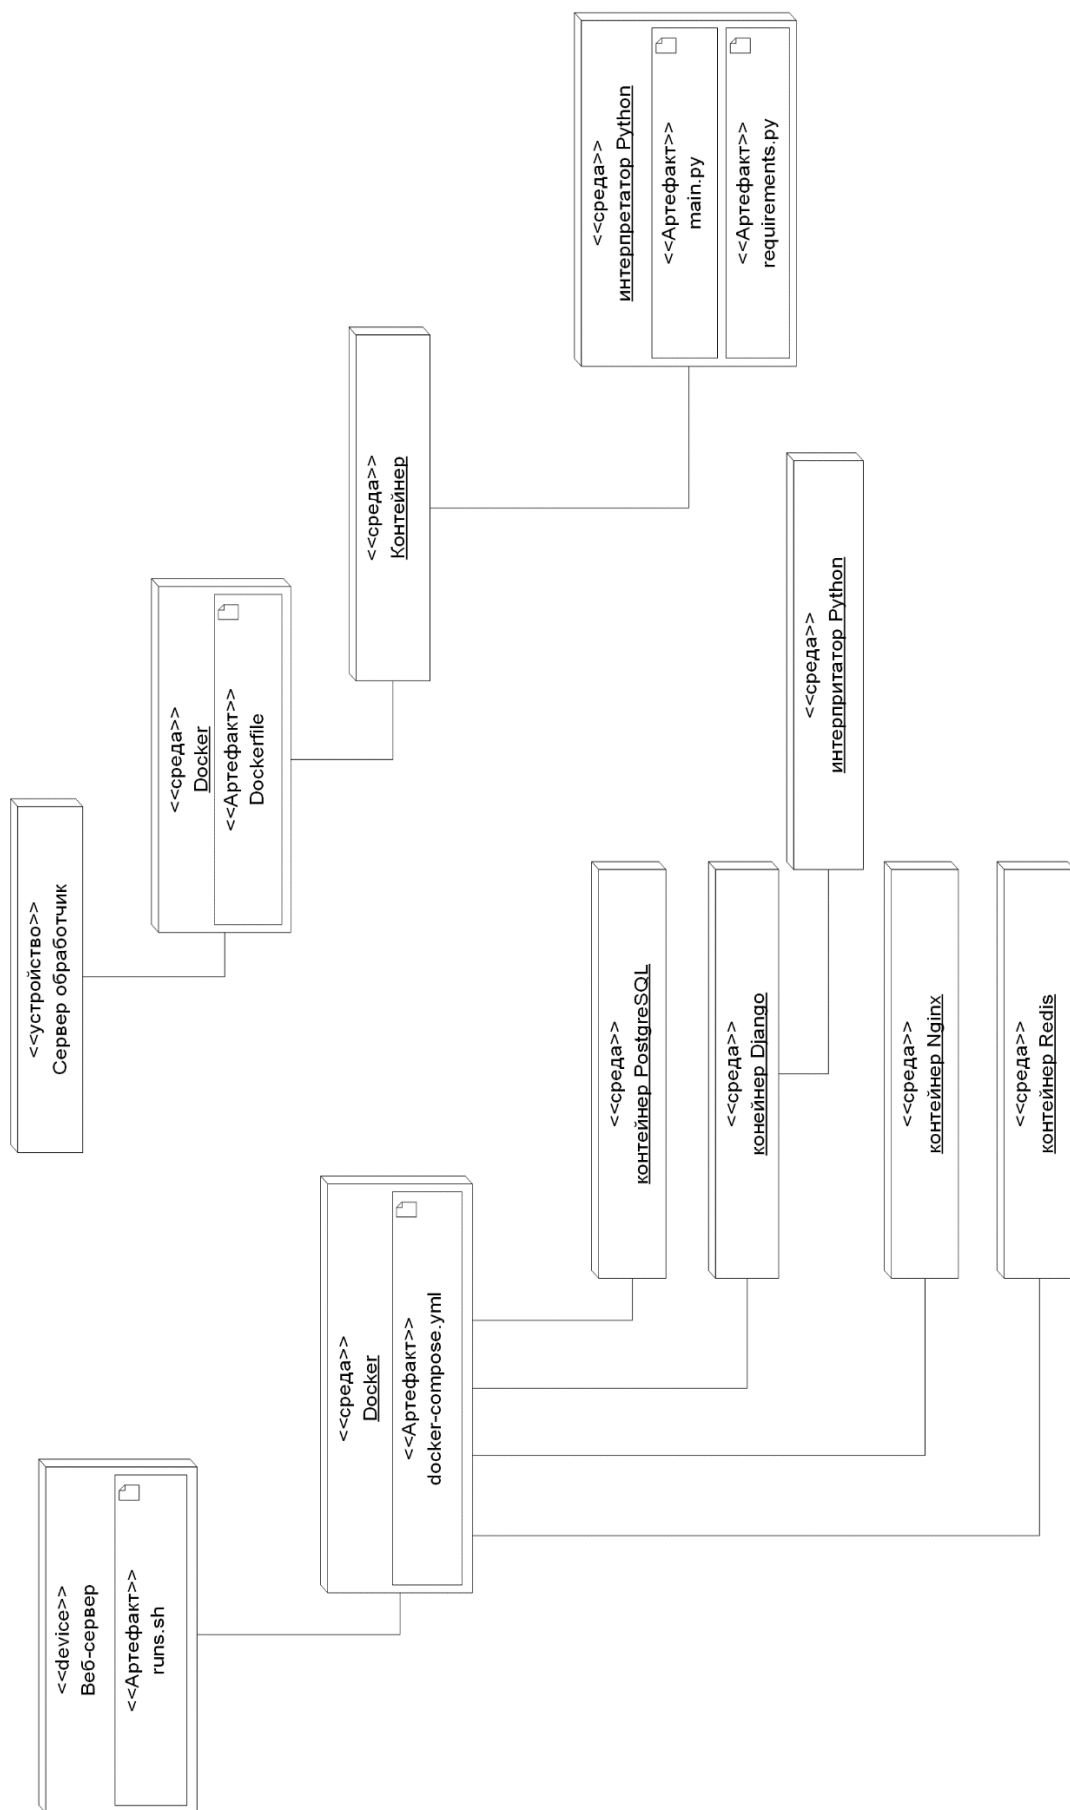 <<device>>
Веб-сервер
<<Артефакт>>
runs.sh
<<среда>>
Docker
<<Артефакт>>
docker-compose.yml
<<среда>>
контейнер PostgreSQL
<<среда>>
конейнер Django
<<среда>>
интерпритатор Python
<<среда>>
контейнер Nginx
<<среда>>
контейнер Redis
<<устройство>>
Сервер обработчик
<<среда>>
Docker
<<Артефакт>>
Dockerfile
<<среда>>
Контейнер
<<среда>>
интерпретатор Python
<<Артефакт>>
main.py
<<Артефакт>>
requirements.py